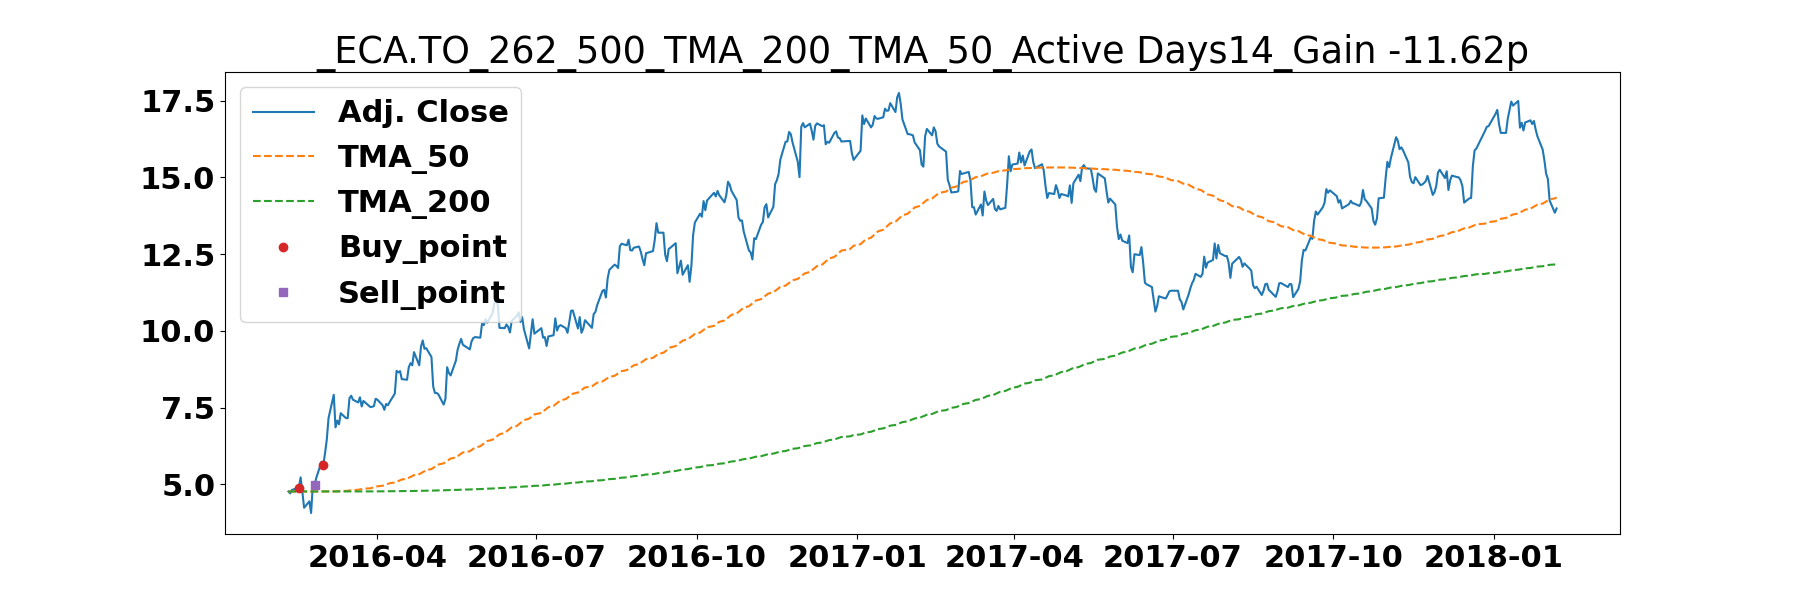 _ECA.TO_262_500_TMA_200_TMA_50_Active Days14_Gain -11.62p
17.5
15.0
12.5
10.0
7.5
5.0
Adj. Close
TMA_50
TMA_200
Buy_point
Sell_point
2016-04 2016-07 2016-10 2017-01 2017-04 2017-07 2017-10 2018-01